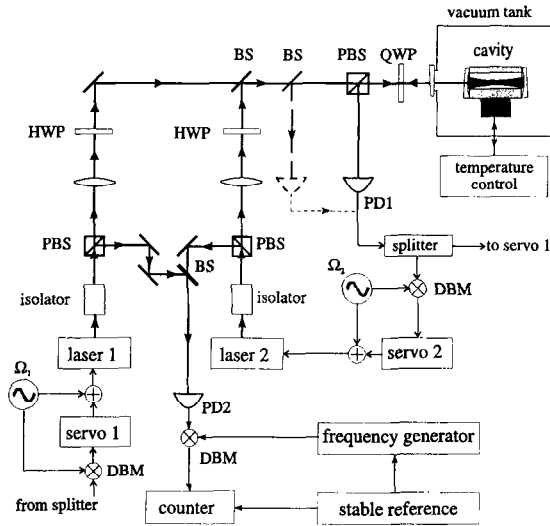 vacuum tank
BS
BS
PBS
QWP
cavity
HWP
HWP
temperature
control
PD1
PBS
BS
PBS
splitter
to servo 1
isolator
isolator
Ω₂
DBM
laser 1
laser 2
servo 2
Ω₁
PD2
servo 1
DBM
frequency generator
DBM
from splitter
counter
stable reference